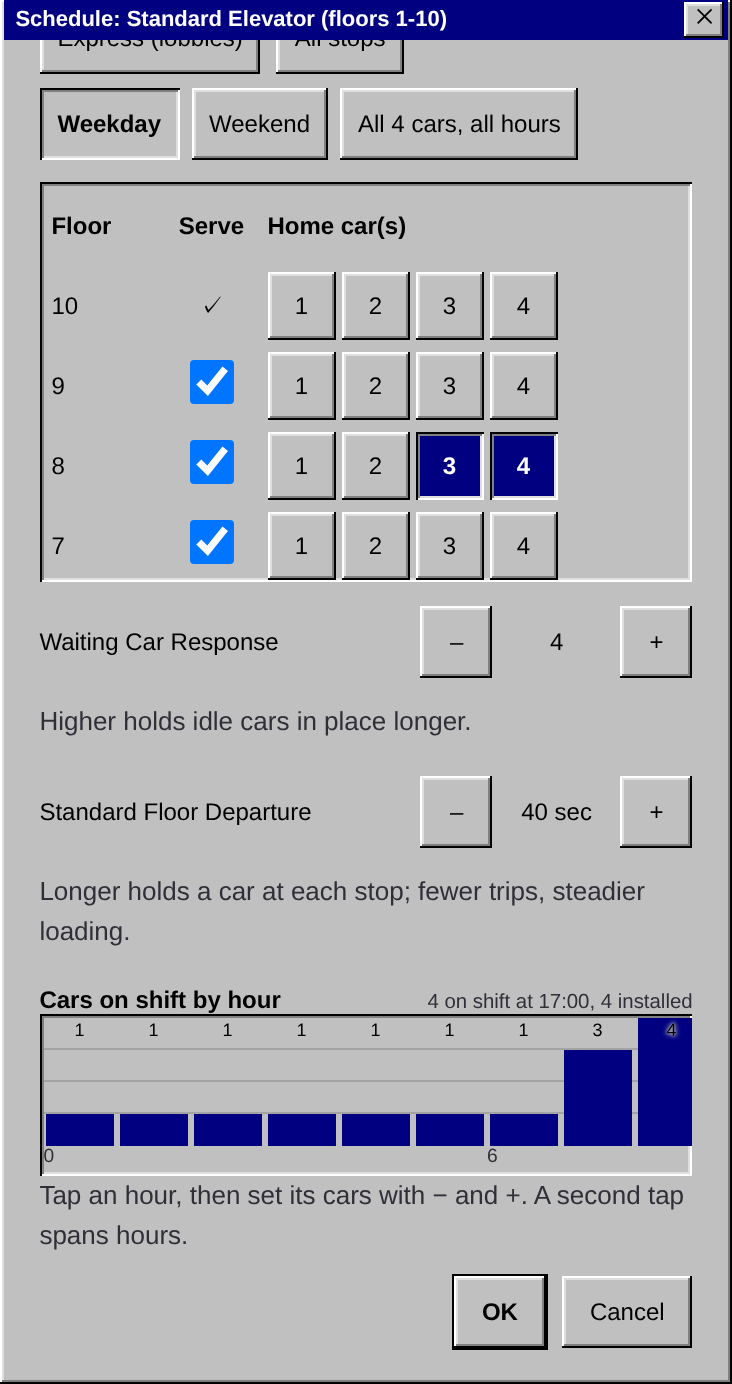 Schedule: Standard Elevator (floors 1-10)
Express (lobbies) All stops
Weekday Weekend All 4 cars, all hours
Floor Serve Home car(s)
10 ✓ 1 2 3 4
9 1 2 3 4
8 1 2 3 4
7 1 2 3 4
Waiting Car Response – 4 +
Higher holds idle cars in place longer.
Standard Floor Departure – 40 sec +
Longer holds a car at each stop; fewer trips, steadier
loading.
Cars on shift by hour 4 on shift at 17:00, 4 installed
1 1 1 1 1 1 1 3 4
0 6
Tap an hour, then set its cars with − and +. A second tap
spans hours.
OK Cancel